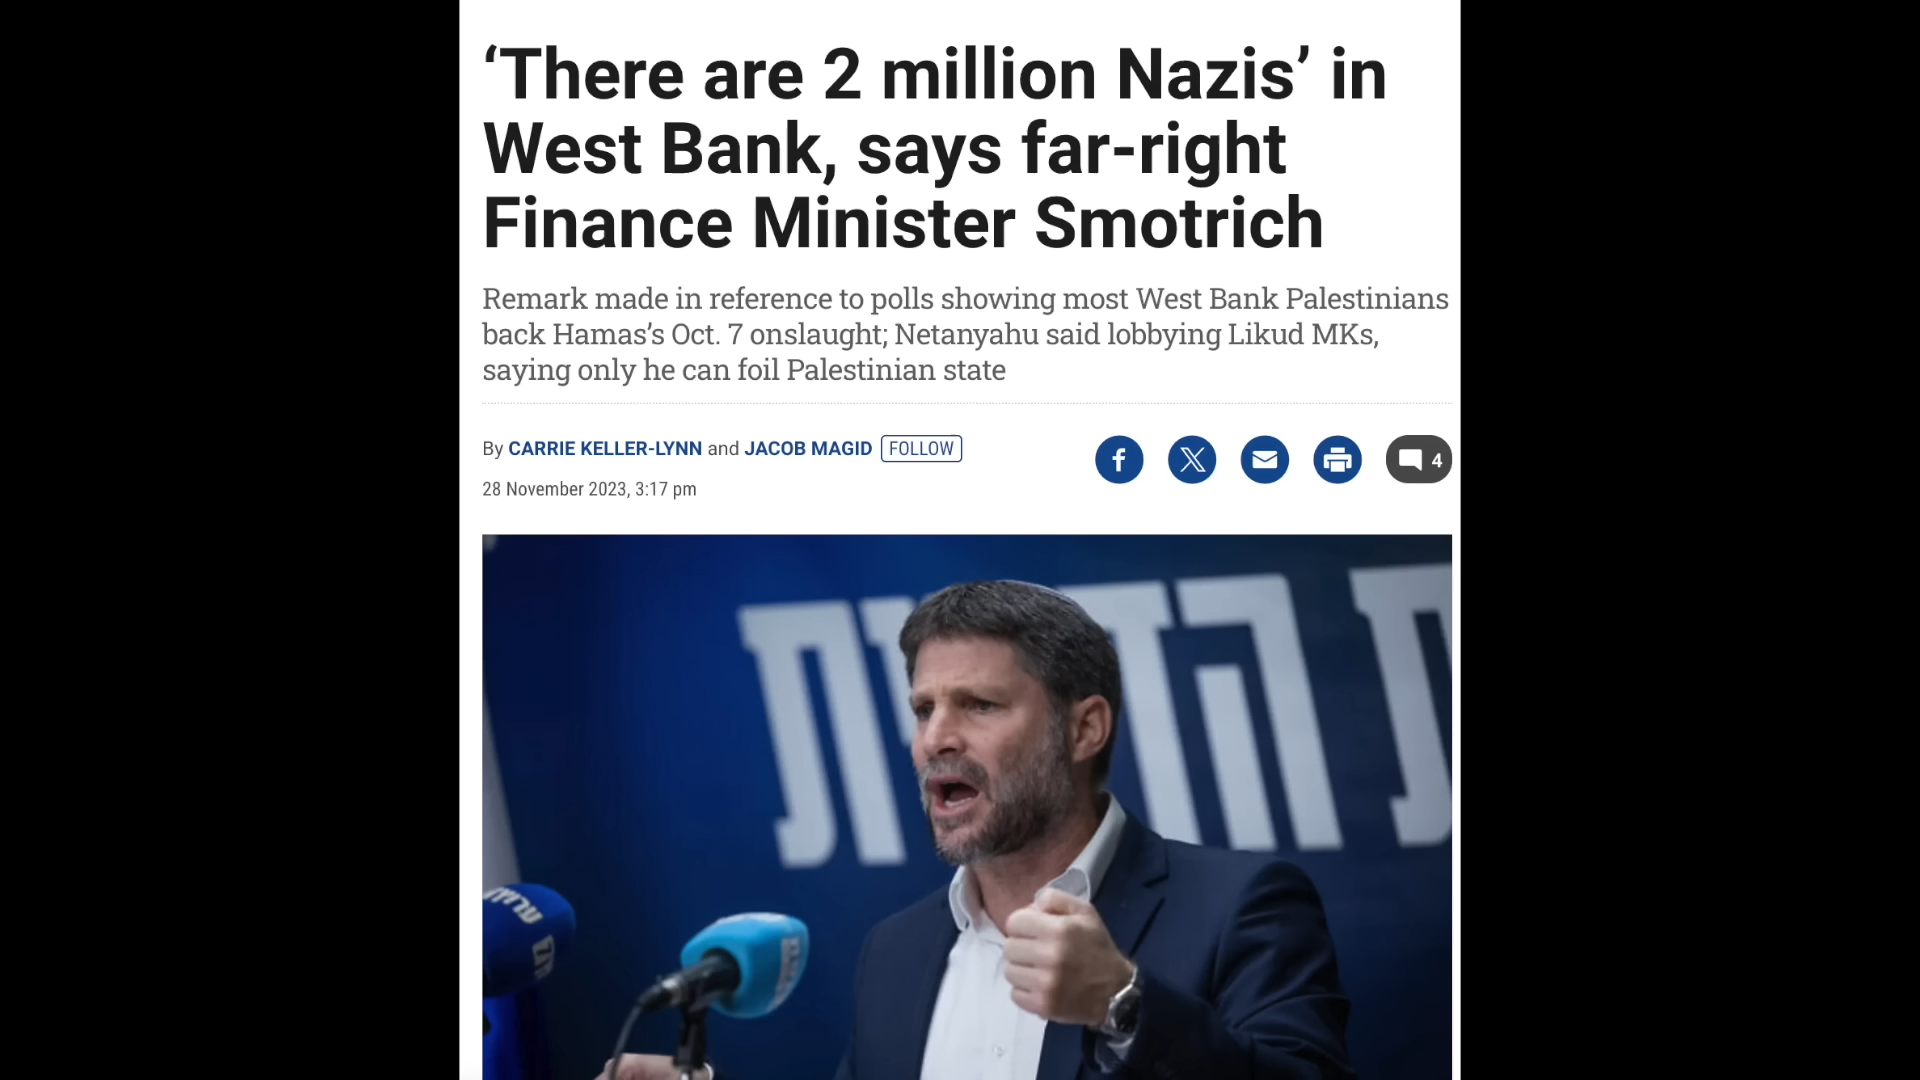 ‘There are 2 million Nazis’ in
West Bank, says far-right
Finance Minister Smotrich
Remark made in reference to polls showing most West Bank Palestinians
back Hamas’s Oct. 7 onslaught; Netanyahu said lobbying Likud MKs,
saying only he can foil Palestinian state
By CARRIE KELLER-LYNN and JACOB MAGID FOLLOW
4
28 November 2023, 3:17 pm